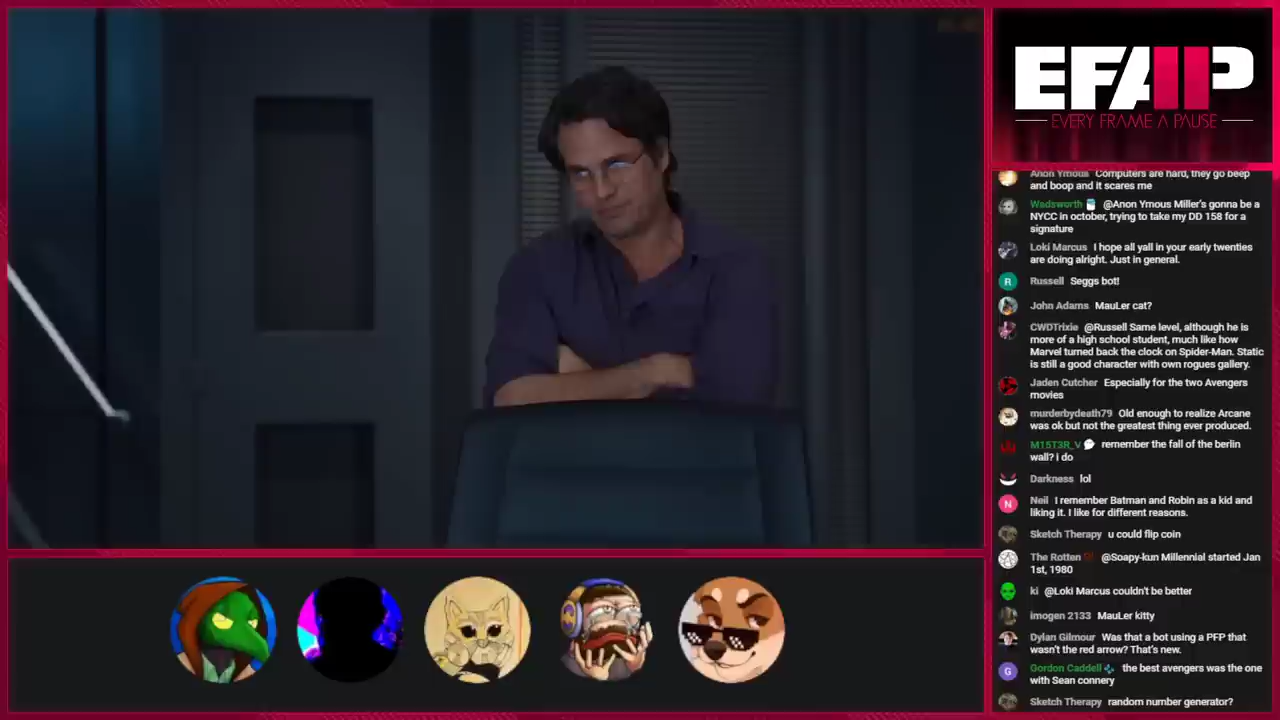 EFAP
EVERY FRAME A PAUSE
Anon Ymous Computers are hard, they go beep
and boop and it scares me
Wadsworth @Anon Ymous Miller's gonna be a
NYCC in october, trying to take my DD 158 for a
signature
Loki Marcus I hope all yall in your early twenties
are doing alright. Just in general.
R Russell Seggs bot!
John Adams MauLer cat?
CWDTrixie @Russell Same level, although he is
more of a high school student, much like how
Marvel turned back the clock on Spider-Man. Static
is still a good character with own rogues gallery.
Jaden Cutcher Especially for the two Avengers
movies
murderbydeath79 Old enough to realize Arcane
was ok but not the greatest thing ever produced.
M15T3R_V remember the fall of the berlin
wall? i do
Darkness lol
N Neil I remember Batman and Robin as a kid and
liking it. I like for different reasons.
Sketch Therapy u could flip coin
The Rotten @Soapy-kun Millennial started Jan
1st, 1980
ki @Loki Marcus couldn't be better
imogen 2133 MauLer kitty
Dylan Gilmour Was that a bot using a PFP that
wasn't the red arrow? That's new.
G Gordon Caddell the best avengers was the one
with Sean connery
Sketch Therapy random number generator?